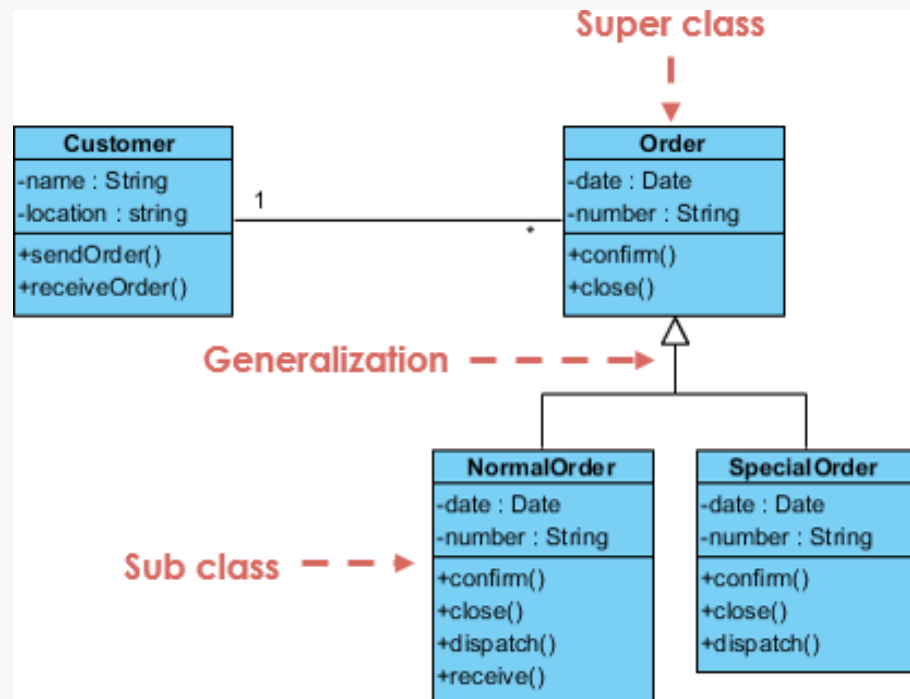 Super class
Customer
-name : String
-location : string
+sendOrder()
+receiveOrder()
1
*
Order
-date : Date
-number : String
+confirm()
+close()
Generalization
Sub class
NormalOrder
-date : Date
-number : String
+confirm()
+close()
+dispatch()
+receive()
SpecialOrder
-date : Date
-number : String
+confirm()
+close()
+dispatch()